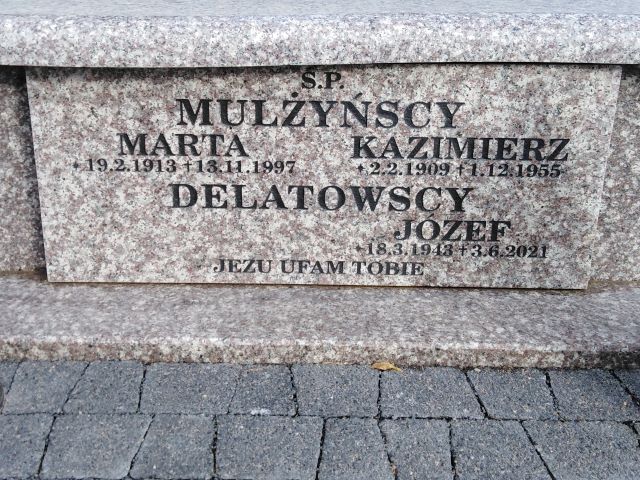 Ś.P.
MULŻYŃSCY
MARTA KAZIMIERZ
* 19.2.1913 † 13.11.1997 * 2.2.1909 † 1.12.1955
DELATOWSCY
JÓZEF
* 18.3.1943 † 3.6.2021
JEZU UFAM TOBIE